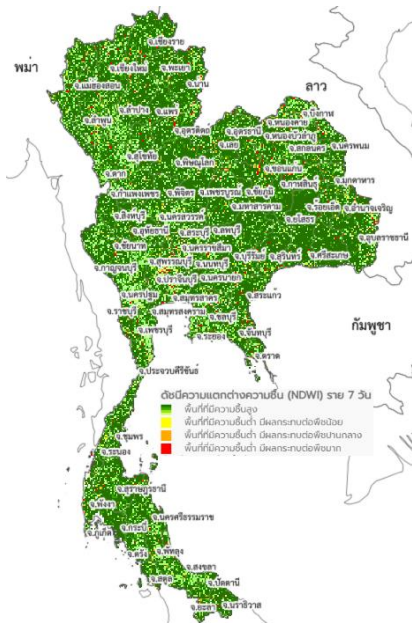 จ.เชียงราย
พม่า
จ.เชียงใหม่ จ.พะเยา
ลาว
จ.แม่ฮ่องสอน จ.น่าน
จ.ลำปาง จ.แพร่
จ.บึงกาฬ
จ.ลำพูน
จ.หนองคาย
จ.อุตรดิตถ์ จ.อุดรธานี จ.หนองบัวลำภู
จ.เลย จ.สกลนคร จ.นครพนม
จ.สุโขทัย จ.พิษณุโลก
จ.ตาก จ.ขอนแก่น
จ.กาฬสินธุ์ จ.มุกดาหาร
จ.กำแพงเพชร จ.พิจิตร จ.เพชรบูรณ์ จ.ชัยภูมิ
จ.มหาสารคาม จ.ร้อยเอ็ด จ.อำนาจเจริญ
จ.สิงห์บุรี จ.นครสวรรค์ จ.ยโสธร
จ.อุทัยธานี จ.สระบุรี จ.ลพบุรี
จ.อุบลราชธานี
จ.ชัยนาท จ.นครราชสีมา
จ.บุรีรัมย์ จ.สุรินทร์ จ.ศรีสะเกษ
จ.สุพรรณบุรี จ.นนทบุรี
จ.กาญจนบุรี จ.ปราจีนบุรี จ.นครนายก
จ.นครปฐม จ.สมุทรสาคร จ.สระแก้ว
จ.ราชบุรี จ.สมุทรสงคราม จ.ชลบุรี
กัมพูชา
จ.เพชรบุรี จ.ระยอง จ.จันทบุรี
จ.ตราด
จ.ประจวบคีรีขันธ์
ดัชนีความแตกต่างความชื้น (NDWI) ราย 7 วัน
พื้นที่ที่มีความชื้นสูง
พื้นที่ที่มีความชื้นต่ำ มีผลกระทบต่อพืชน้อย
พื้นที่ที่มีความชื้นต่ำ มีผลกระทบต่อพืชปานกลาง
พื้นที่ที่มีความชื้นต่ำ มีผลกระทบต่อพืชมาก
จ.ชุมพร
จ.ระนอง
จ.สุราษฎร์ธานี
จ.พังงา
จ.นครศรีธรรมราช
จ.กระบี่
จ.ภูเก็ต
จ.ตรัง จ.พัทลุง
จ.สงขลา
จ.สตูล จ.ปัตตานี
จ.ยะลา จ.นราธิวาส